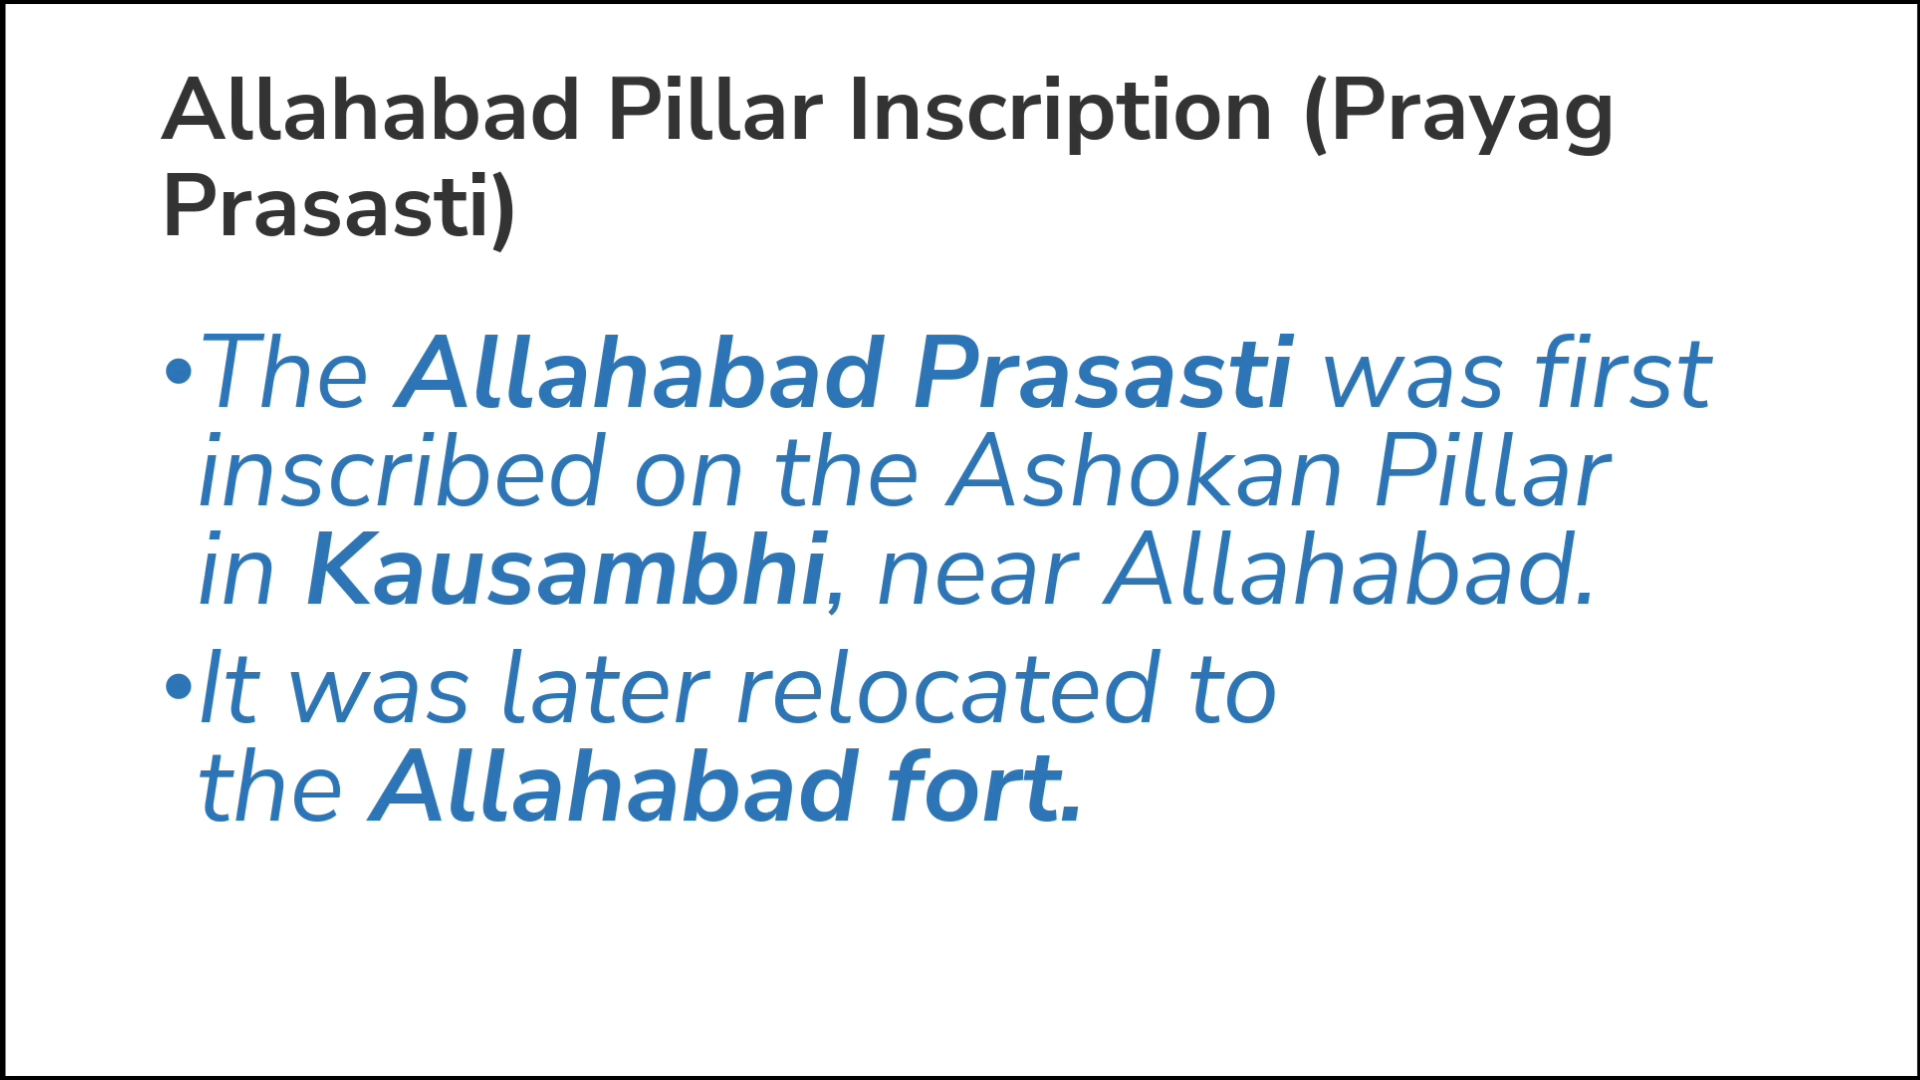 Allahabad Pillar Inscription (Prayag
Prasasti)
•The Allahabad Prasasti was first
inscribed on the Ashokan Pillar
in Kausambhi, near Allahabad.
•It was later relocated to
the Allahabad fort.